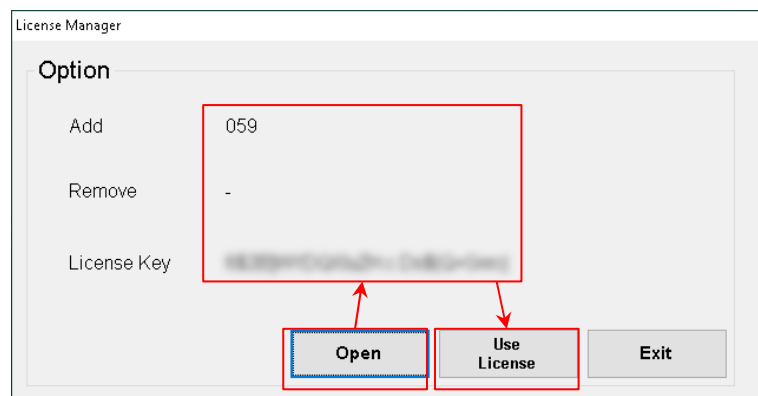 License Manager
Option
Add 059
Remove -
License Key
Open
Use
License
Exit